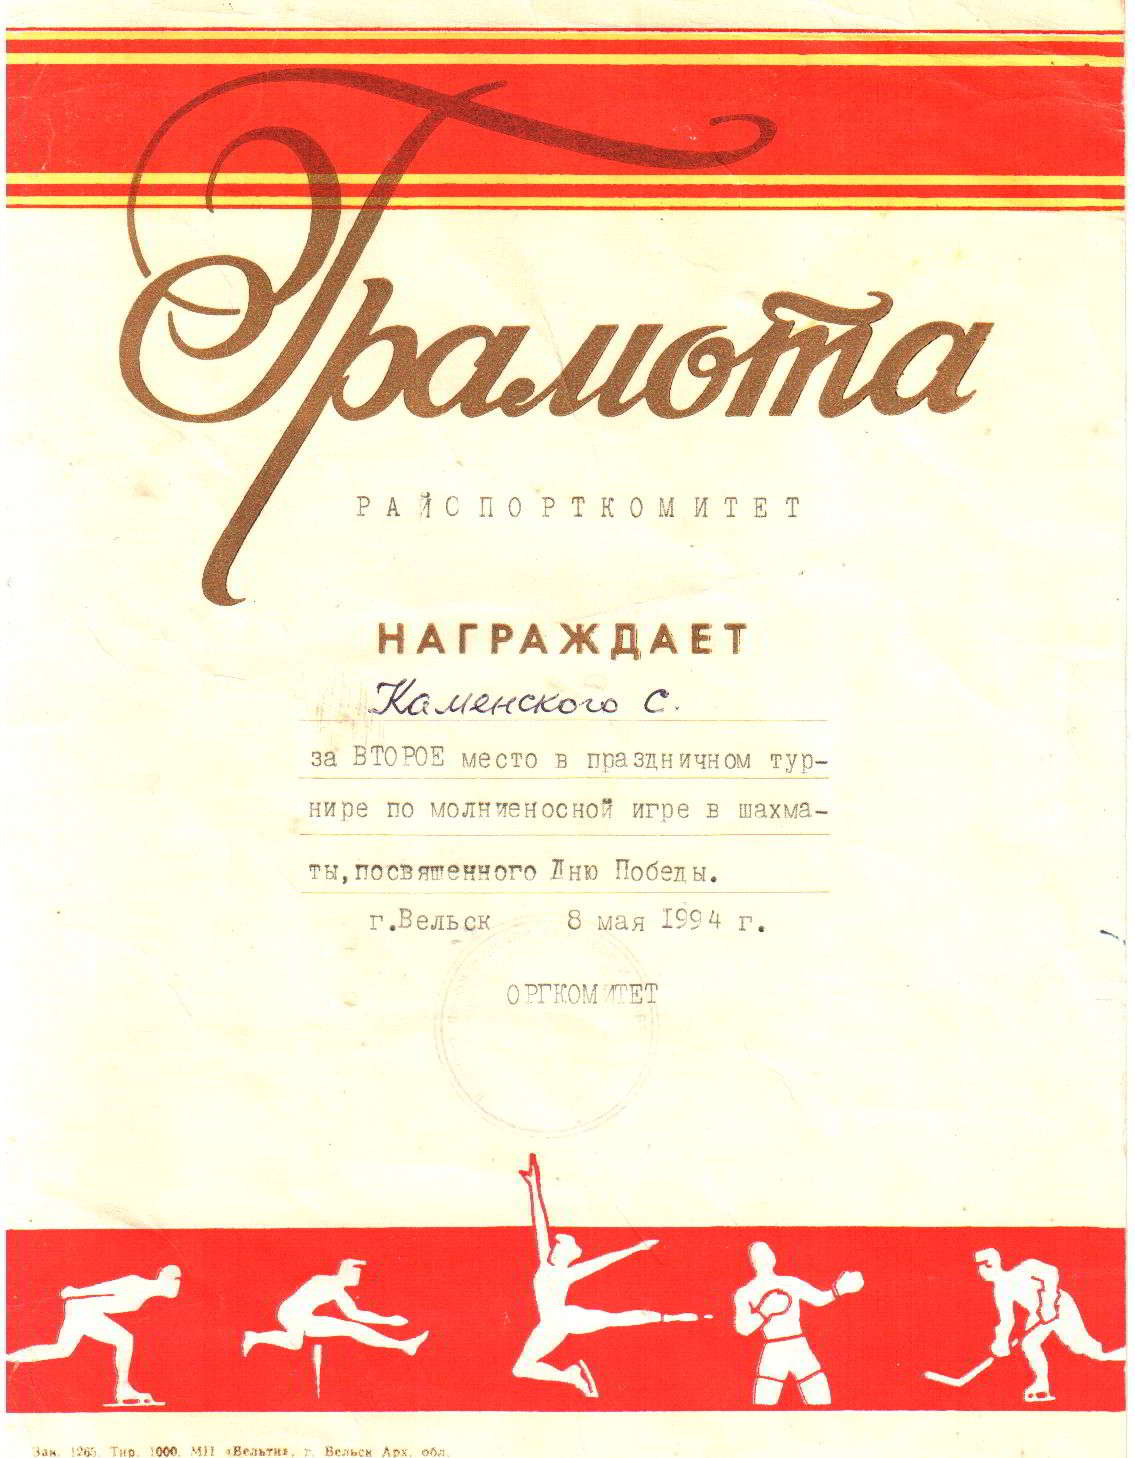 Грамота
РАЙСПОРТКОМИТЕТ
НАГРАЖДАЕТ
Каменского С.
за ВТОРОЕ место в праздничном тур-
нире по молниеносной игре в шахма-
ты,посвященного Дню Победы.
г.Вельск 8 мая 1994 г.
ОРГКОМИТЕТ
Зак. 1265. Тир. 1000. МП «Вельти», г. Вельск Арх. обл.